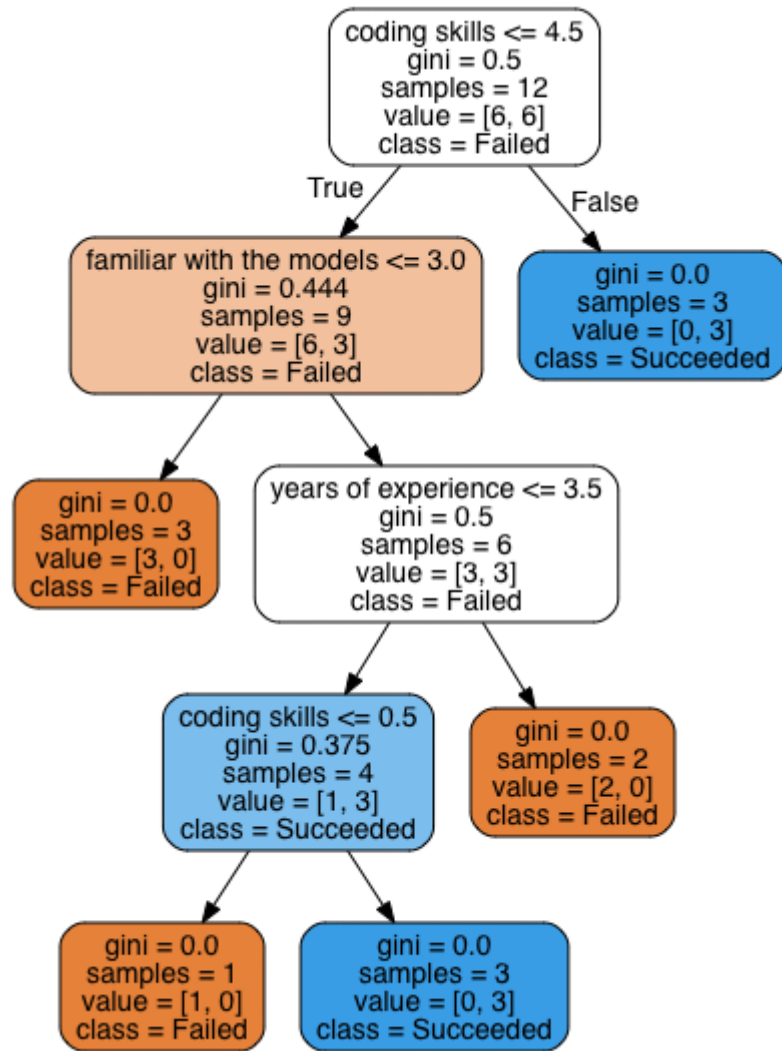 coding skills <= 4.5
gini = 0.5
samples = 12
value = [6, 6]
class = Failed
True
False
familiar with the models <= 3.0
gini = 0.444
samples = 9
value = [6, 3]
class = Failed
gini = 0.0
samples = 3
value = [0, 3]
class = Succeeded
gini = 0.0
samples = 3
value = [3, 0]
class = Failed
years of experience <= 3.5
gini = 0.5
samples = 6
value = [3, 3]
class = Failed
coding skills <= 0.5
gini = 0.375
samples = 4
value = [1, 3]
class = Succeeded
gini = 0.0
samples = 2
value = [2, 0]
class = Failed
gini = 0.0
samples = 1
value = [1, 0]
class = Failed
gini = 0.0
samples = 3
value = [0, 3]
class = Succeeded